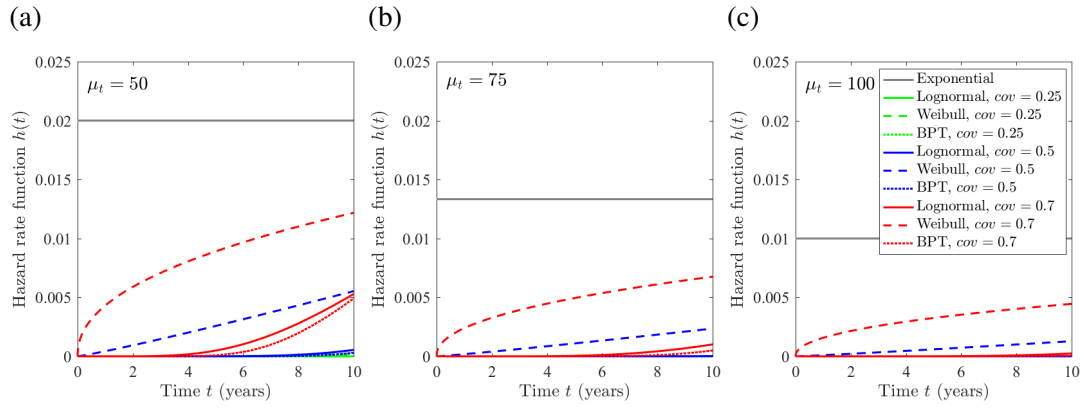 (a)
(b)
(c)
μ_t = 50
Hazard rate function h(t)
0.025
0.02
0.015
0.01
0.005
0
0 2 4 6 8 10
Time t (years)
μ_t = 75
Hazard rate function h(t)
0.025
0.02
0.015
0.01
0.005
0
0 2 4 6 8 10
Time t (years)
μ_t = 100
Hazard rate function h(t)
0.025
0.02
0.015
0.01
0.005
0
0 2 4 6 8 10
Time t (years)
Exponential
Lognormal, cov = 0.25
Weibull, cov = 0.25
BPT, cov = 0.25
Lognormal, cov = 0.5
Weibull, cov = 0.5
BPT, cov = 0.5
Lognormal, cov = 0.7
Weibull, cov = 0.7
BPT, cov = 0.7